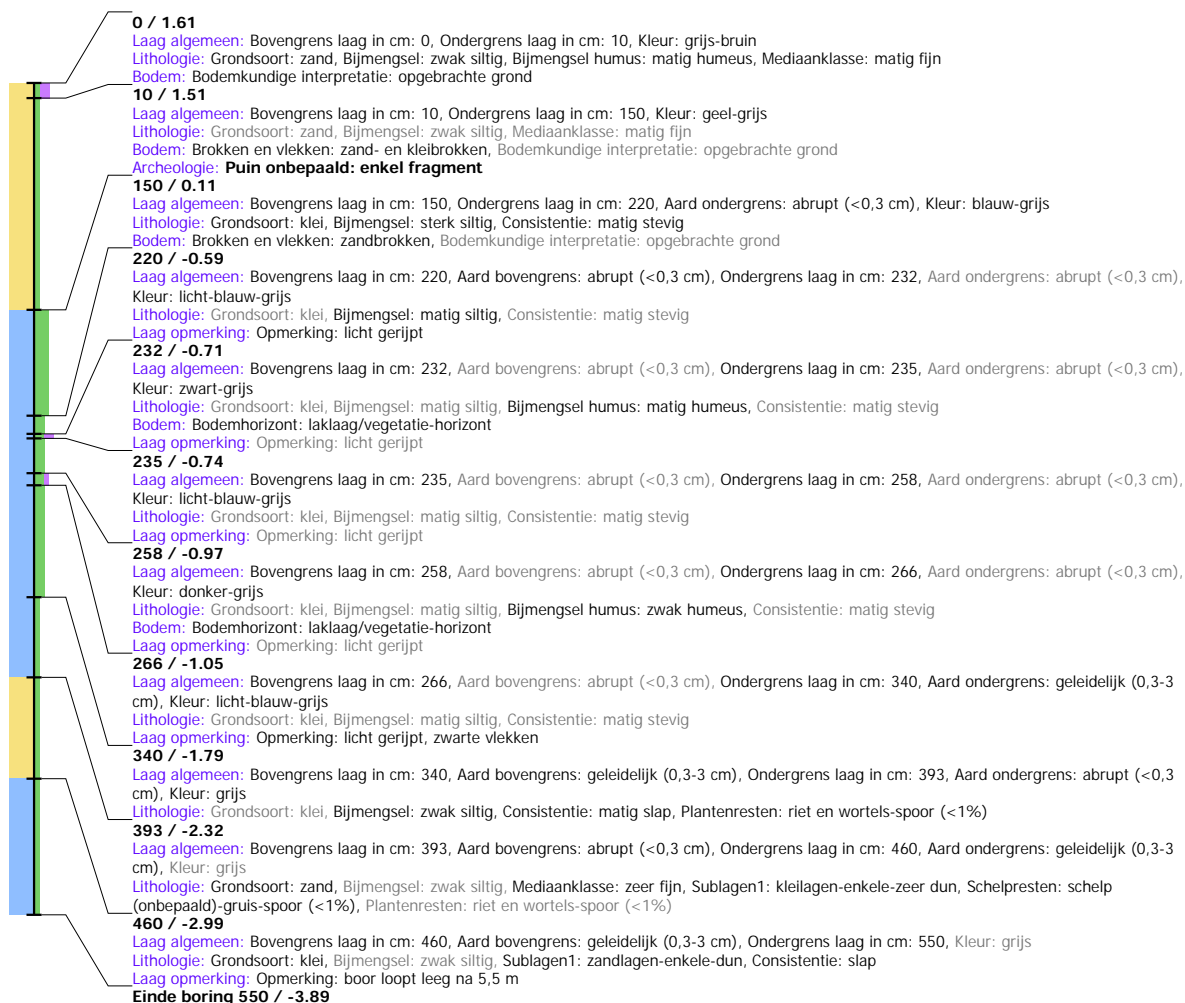 0 / 1.61
Laag algemeen: Bovengrens laag in cm: 0, Ondergrens laag in cm: 10, Kleur: grijs-bruin
Lithologie: Grondsoort: zand, Bijmengsel: zwak siltig, Bijmengsel humus: matig humeus, Mediaanklasse: matig fijn
Bodem: Bodemkundige interpretatie: opgebrachte grond
10 / 1.51
Laag algemeen: Bovengrens laag in cm: 10, Ondergrens laag in cm: 150, Kleur: geel-grijs
Lithologie: Grondsoort: zand, Bijmengsel: zwak siltig, Mediaanklasse: matig fijn
Bodem: Brokken en vlekken: zand- en kleibrokken, Bodemkundige interpretatie: opgebrachte grond
Archeologie: Puin onbepaald: enkel fragment
150 / 0.11
Laag algemeen: Bovengrens laag in cm: 150, Ondergrens laag in cm: 220, Aard ondergrens: abrupt (<0,3 cm), Kleur: blauw-grijs
Lithologie: Grondsoort: klei, Bijmengsel: sterk siltig, Consistentie: matig stevig
Bodem: Brokken en vlekken: zandbrokken, Bodemkundige interpretatie: opgebrachte grond
220 / -0.59
Laag algemeen: Bovengrens laag in cm: 220, Aard bovengrens: abrupt (<0,3 cm), Ondergrens laag in cm: 232, Aard ondergrens: abrupt (<0,3 cm),
Kleur: licht-blauw-grijs
Lithologie: Grondsoort: klei, Bijmengsel: matig siltig, Consistentie: matig stevig
Laag opmerking: Opmerking: licht gerijpt
232 / -0.71
Laag algemeen: Bovengrens laag in cm: 232, Aard bovengrens: abrupt (<0,3 cm), Ondergrens laag in cm: 235, Aard ondergrens: abrupt (<0,3 cm),
Kleur: zwart-grijs
Lithologie: Grondsoort: klei, Bijmengsel: matig siltig, Bijmengsel humus: matig humeus, Consistentie: matig stevig
Bodem: Bodemhorizont: laklaag/vegetatie-horizont
Laag opmerking: Opmerking: licht gerijpt
235 / -0.74
Laag algemeen: Bovengrens laag in cm: 235, Aard bovengrens: abrupt (<0,3 cm), Ondergrens laag in cm: 258, Aard ondergrens: abrupt (<0,3 cm),
Kleur: licht-blauw-grijs
Lithologie: Grondsoort: klei, Bijmengsel: matig siltig, Consistentie: matig stevig
Laag opmerking: Opmerking: licht gerijpt
258 / -0.97
Laag algemeen: Bovengrens laag in cm: 258, Aard bovengrens: abrupt (<0,3 cm), Ondergrens laag in cm: 266, Aard ondergrens: abrupt (<0,3 cm),
Kleur: donker-grijs
Lithologie: Grondsoort: klei, Bijmengsel: matig siltig, Bijmengsel humus: zwak humeus, Consistentie: matig stevig
Bodem: Bodemhorizont: laklaag/vegetatie-horizont
Laag opmerking: Opmerking: licht gerijpt
266 / -1.05
Laag algemeen: Bovengrens laag in cm: 266, Aard bovengrens: abrupt (<0,3 cm), Ondergrens laag in cm: 340, Aard ondergrens: geleidelijk (0,3-3
cm), Kleur: licht-blauw-grijs
Lithologie: Grondsoort: klei, Bijmengsel: matig siltig, Consistentie: matig stevig
Laag opmerking: Opmerking: licht gerijpt, zwarte vlekken
340 / -1.79
Laag algemeen: Bovengrens laag in cm: 340, Aard bovengrens: geleidelijk (0,3-3 cm), Ondergrens laag in cm: 393, Aard ondergrens: abrupt (<0,3
cm), Kleur: grijs
Lithologie: Grondsoort: klei, Bijmengsel: zwak siltig, Consistentie: matig slap, Plantenresten: riet en wortels-spoor (<1%)
393 / -2.32
Laag algemeen: Bovengrens laag in cm: 393, Aard bovengrens: abrupt (<0,3 cm), Ondergrens laag in cm: 460, Aard ondergrens: geleidelijk (0,3-3
cm), Kleur: grijs
Lithologie: Grondsoort: zand, Bijmengsel: zwak siltig, Mediaanklasse: zeer fijn, Sublagen1: kleilagen-enkele-zeer dun, Schelpresten: schelp
(onbepaald)-gruis-spoor (<1%), Plantenresten: riet en wortels-spoor (<1%)
460 / -2.99
Laag algemeen: Bovengrens laag in cm: 460, Aard bovengrens: geleidelijk (0,3-3 cm), Ondergrens laag in cm: 550, Kleur: grijs
Lithologie: Grondsoort: klei, Bijmengsel: zwak siltig, Sublagen1: zandlagen-enkele-dun, Consistentie: slap
Laag opmerking: Opmerking: boor loopt leeg na 5,5 m
Einde boring 550 / -3.89